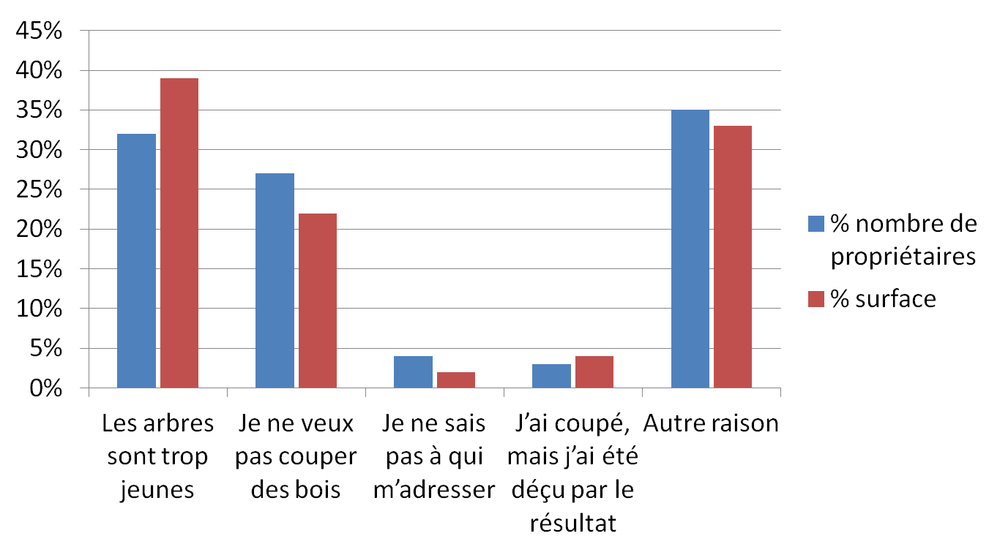 45%
40%
35%
30%
25%
20%
15%
10%
5%
0%
Les arbres
sont trop
jeunes
Je ne veux
pas couper
des bois
Je ne sais
pas à qui
m’adresser
J’ai coupé,
mais j’ai été
déçu par le
résultat
Autre raison
% nombre de
propriétaires
% surface